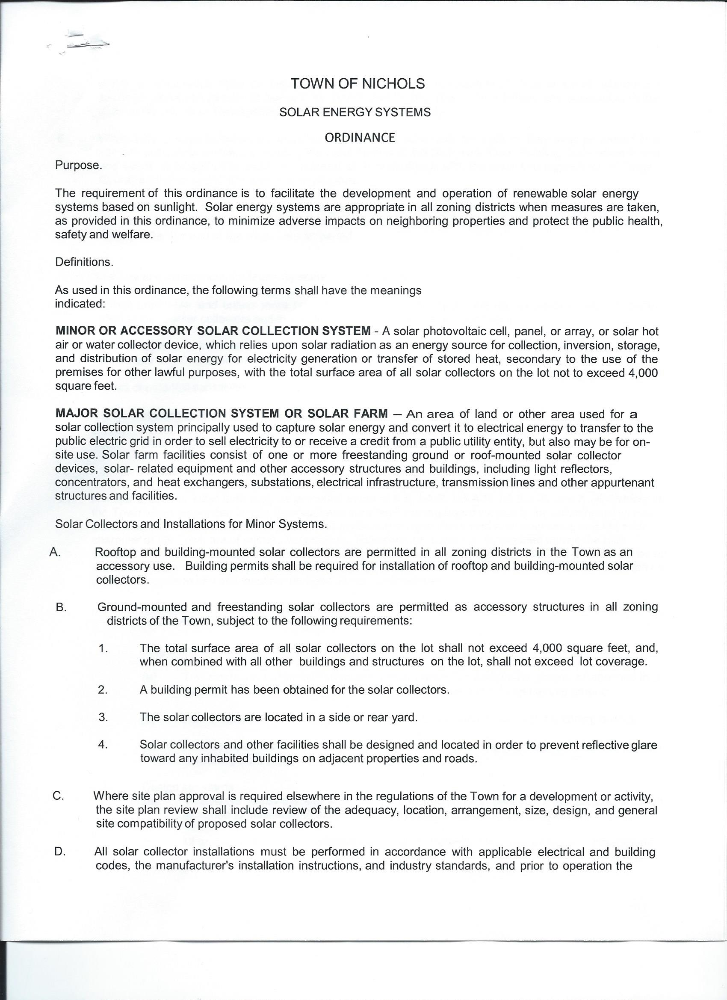 TOWN OF NICHOLS
SOLAR ENERGY SYSTEMS
ORDINANCE
Purpose.
The requirement of this ordinance is to facilitate the development and operation of renewable solar energy
systems based on sunlight. Solar energy systems are appropriate in all zoning districts when measures are taken,
as provided in this ordinance, to minimize adverse impacts on neighboring properties and protect the public health,
safety and welfare.
Definitions.
As used in this ordinance, the following terms shall have the meanings
indicated:
MINOR OR ACCESSORY SOLAR COLLECTION SYSTEM - A solar photovoltaic cell, panel, or array, or solar hot
air or water collector device, which relies upon solar radiation as an energy source for collection, inversion, storage,
and distribution of solar energy for electricity generation or transfer of stored heat, secondary to the use of the
premises for other lawful purposes, with the total surface area of all solar collectors on the lot not to exceed 4,000
square feet.
MAJOR SOLAR COLLECTION SYSTEM OR SOLAR FARM – An area of land or other area used for a
solar collection system principally used to capture solar energy and convert it to electrical energy to transfer to the
public electric grid in order to sell electricity to or receive a credit from a public utility entity, but also may be for on-
site use. Solar farm facilities consist of one or more freestanding ground or roof-mounted solar collector
devices, solar- related equipment and other accessory structures and buildings, including light reflectors,
concentrators, and heat exchangers, substations, electrical infrastructure, transmission lines and other appurtenant
structures and facilities.
Solar Collectors and Installations for Minor Systems.
A. Rooftop and building-mounted solar collectors are permitted in all zoning districts in the Town as an
accessory use. Building permits shall be required for installation of rooftop and building-mounted solar
collectors.
B. Ground-mounted and freestanding solar collectors are permitted as accessory structures in all zoning
districts of the Town, subject to the following requirements:
1. The total surface area of all solar collectors on the lot shall not exceed 4,000 square feet, and,
when combined with all other buildings and structures on the lot, shall not exceed lot coverage.
2. A building permit has been obtained for the solar collectors.
3. The solar collectors are located in a side or rear yard.
4. Solar collectors and other facilities shall be designed and located in order to prevent reflective glare
toward any inhabited buildings on adjacent properties and roads.
C. Where site plan approval is required elsewhere in the regulations of the Town for a development or activity,
the site plan review shall include review of the adequacy, location, arrangement, size, design, and general
site compatibility of proposed solar collectors.
D. All solar collector installations must be performed in accordance with applicable electrical and building
codes, the manufacturer's installation instructions, and industry standards, and prior to operation the